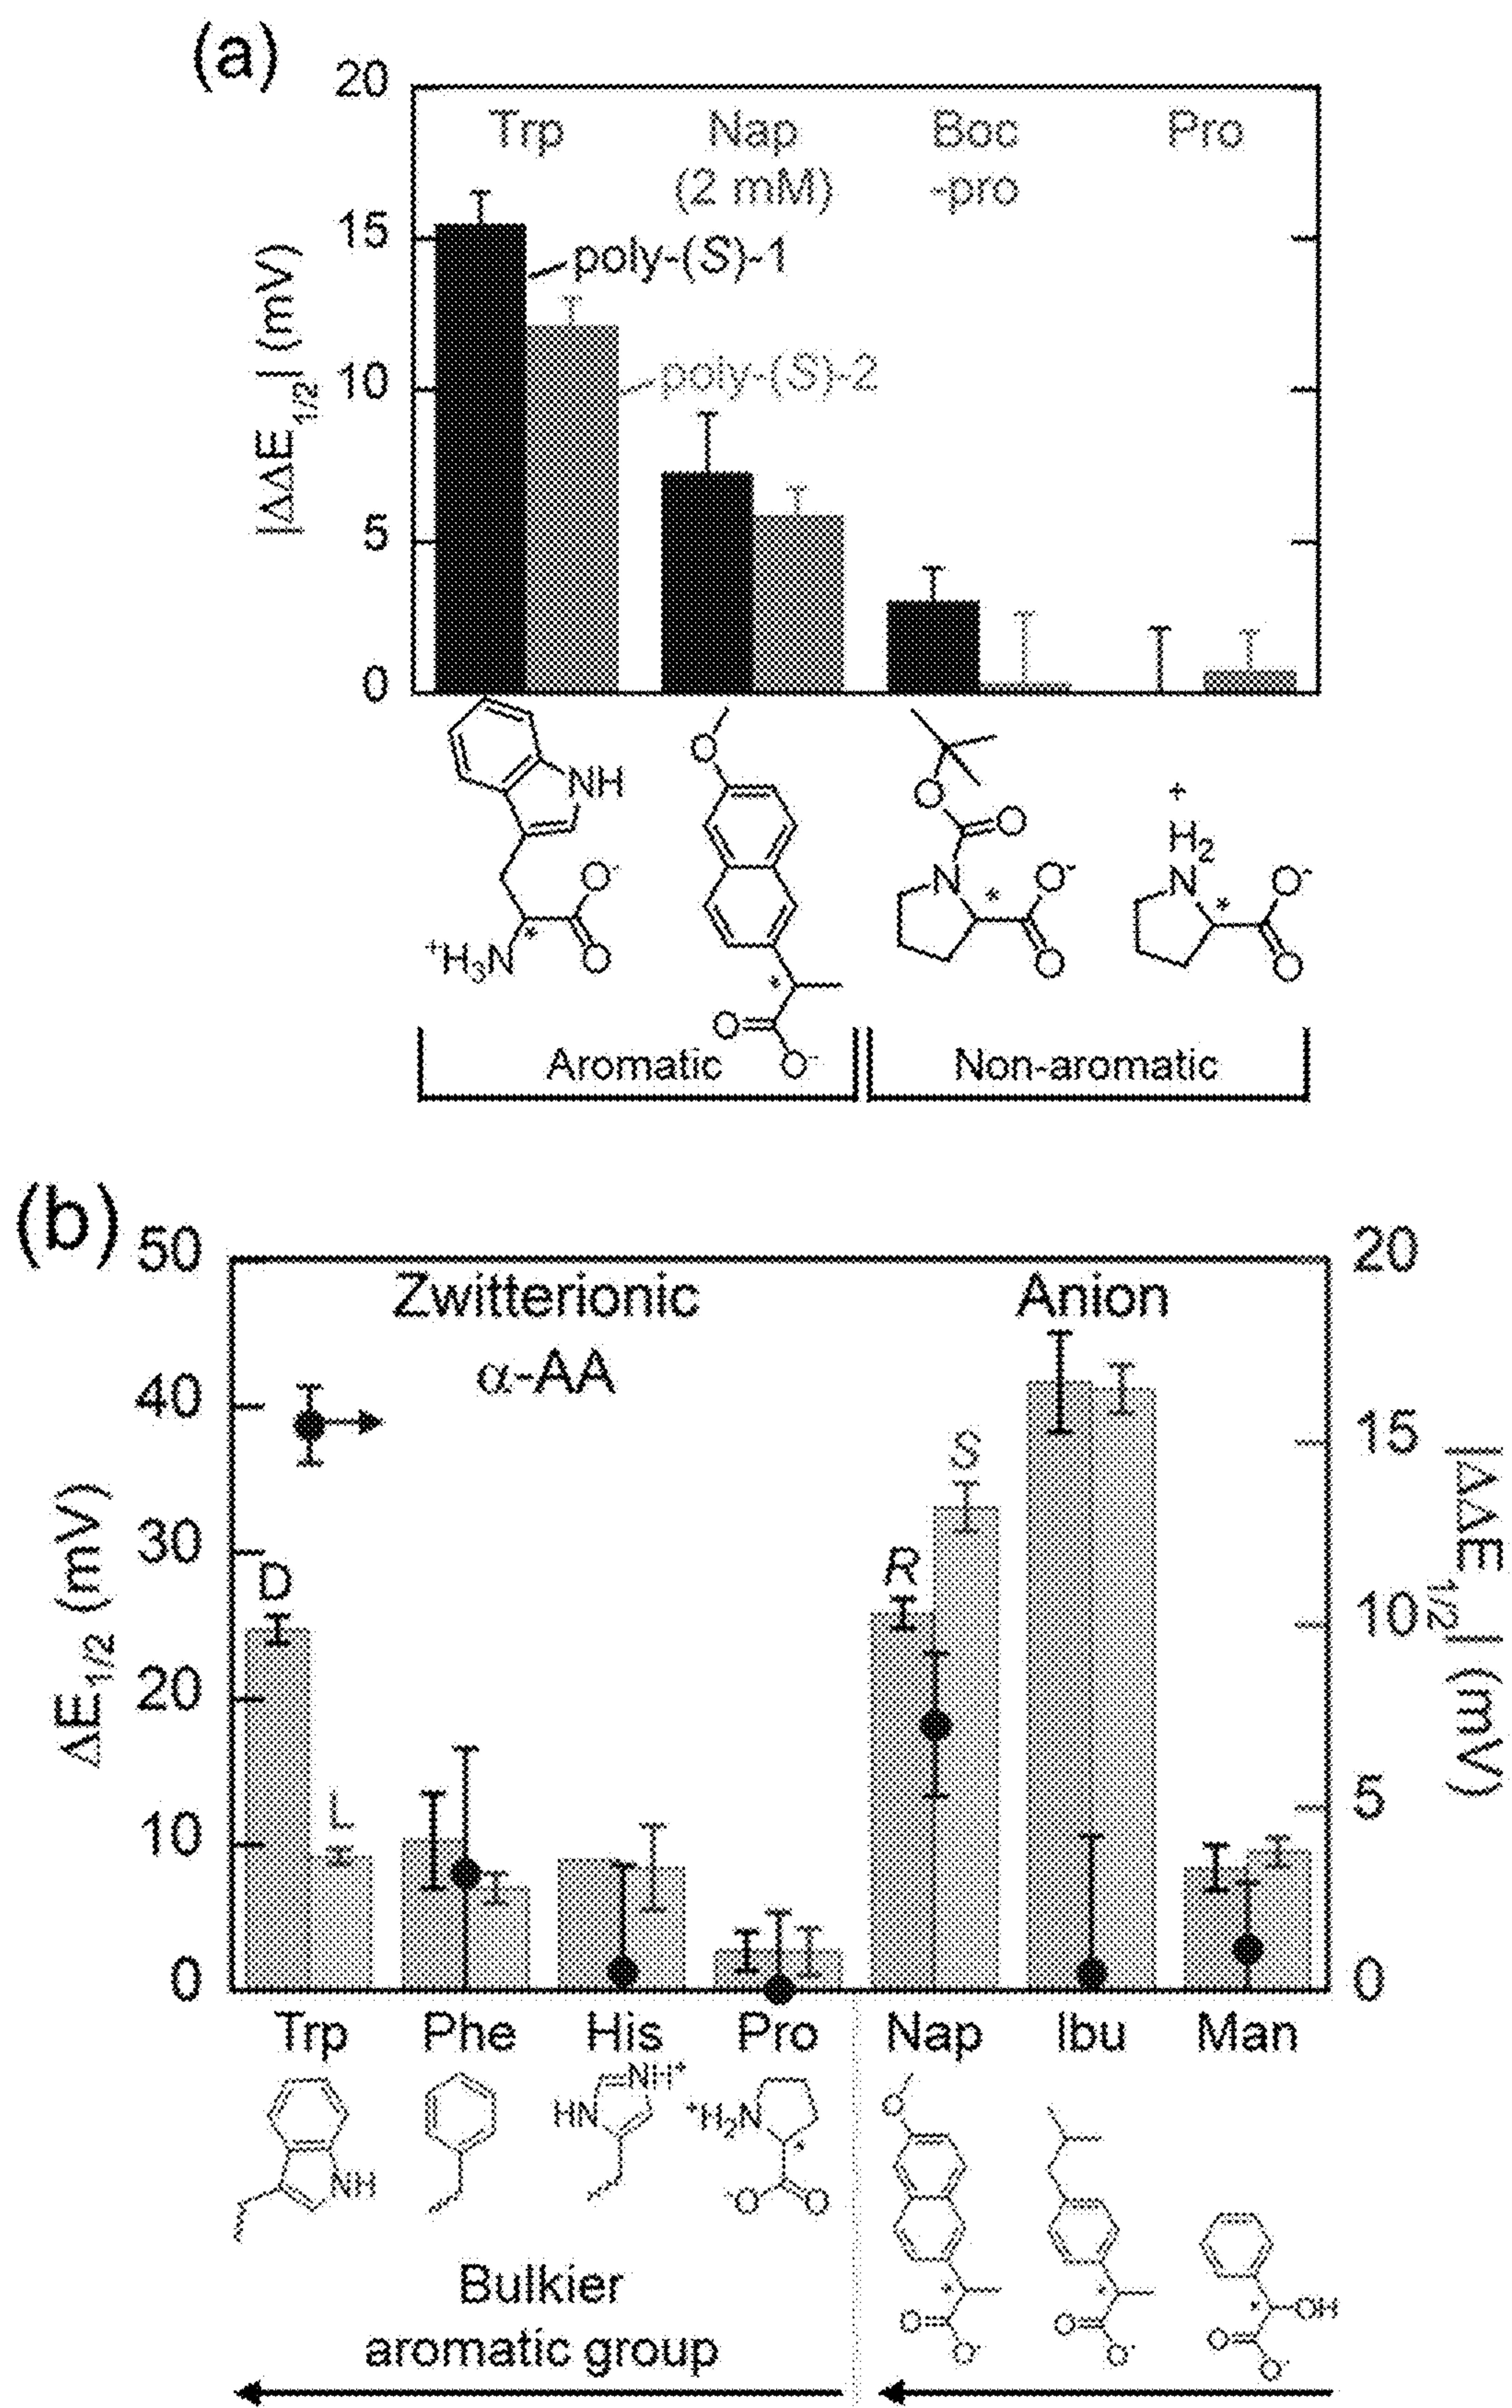 (a)
20
15
10
5
0
|ΔΔE1/2| (mV)
Trp
Nap
(2 mM)
Boc
-pro
Pro
poly-(S)-1
poly-(S)-2
NH
O-
O
+H3N
*
O
*
O
O-
O
O
N
*
O-
O
+
H2
N
*
O-
O
Aromatic
Non-aromatic
(b)
50
40
30
20
10
0
ΔE1/2 (mV)
20
15
10
5
0
|ΔΔE1/2| (mV)
Zwitterionic
α-AA
Anion
D
L
R
S
Trp
Phe
His
Pro
Nap
Ibu
Man
NH
NH+
HN
+H2N
*
-O
O
O
*
O
O-
*
O
O-
*
OH
O
O-
Bulkier
aromatic group